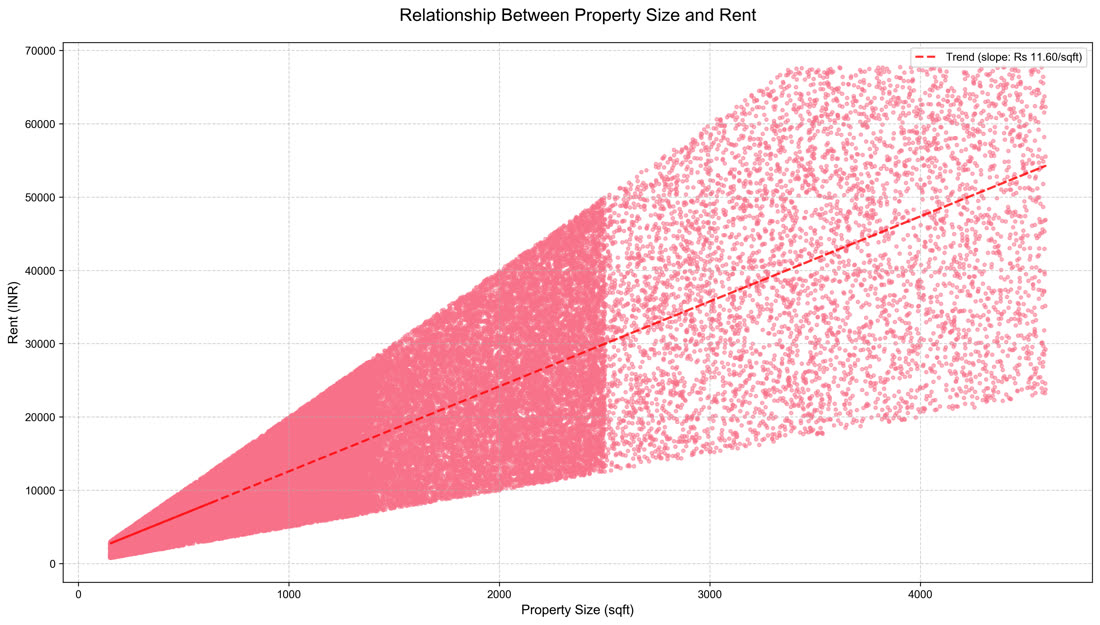 Relationship Between Property Size and Rent
Trend (slope: Rs 11.60/sqft)
Rent (INR)
70000
60000
50000
40000
30000
20000
10000
0
0 1000 2000 3000 4000
Property Size (sqft)